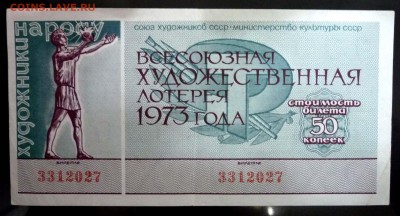 COINS.LAVE.RU
художники народу
союз художников ссср·министерство культуры ссср
ВСЕСОЮЗНАЯ
ХУДОЖЕСТВЕННАЯ
ЛОТЕРЕЯ
1973 ГОДА
СТОИМОСТЬ
БИЛЕТА
50
КОПЕЕК
3312027
3312027